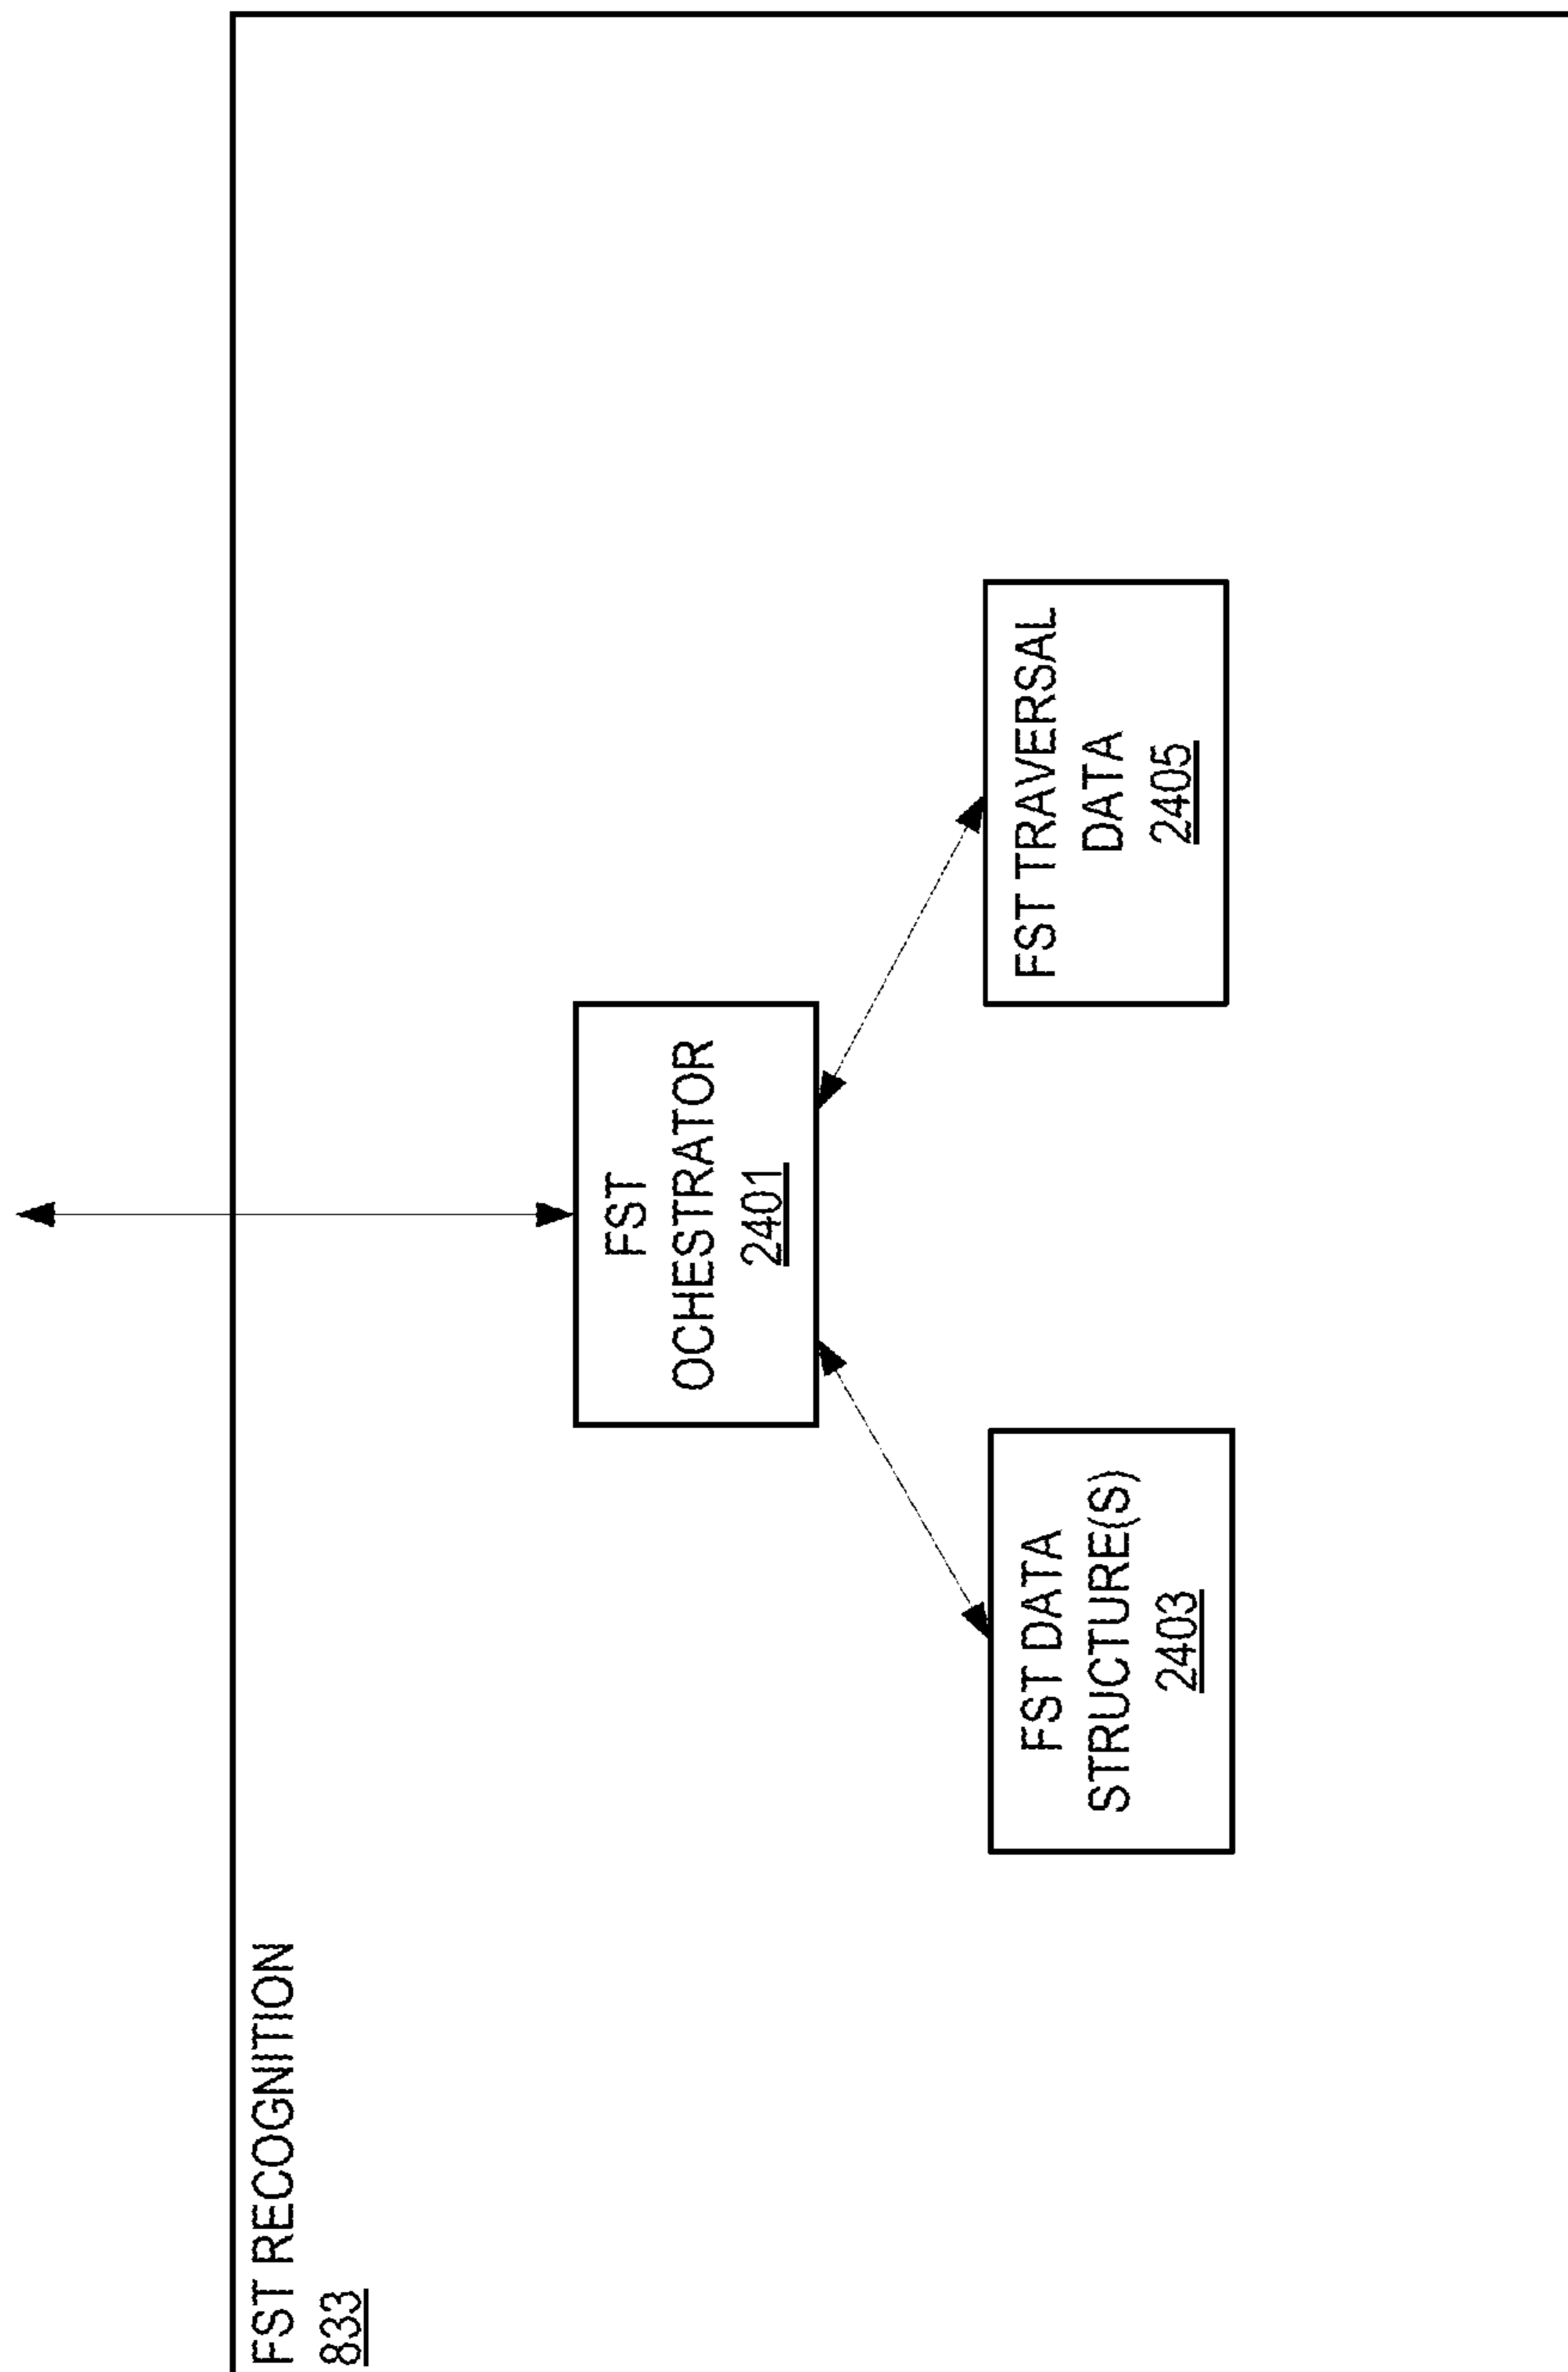 FST RECOGNITION
833
FST
OCHESTRATOR
2401
FST DATA
STRUCTURE(S)
2403
FST TRAVERSAL
DATA
2405